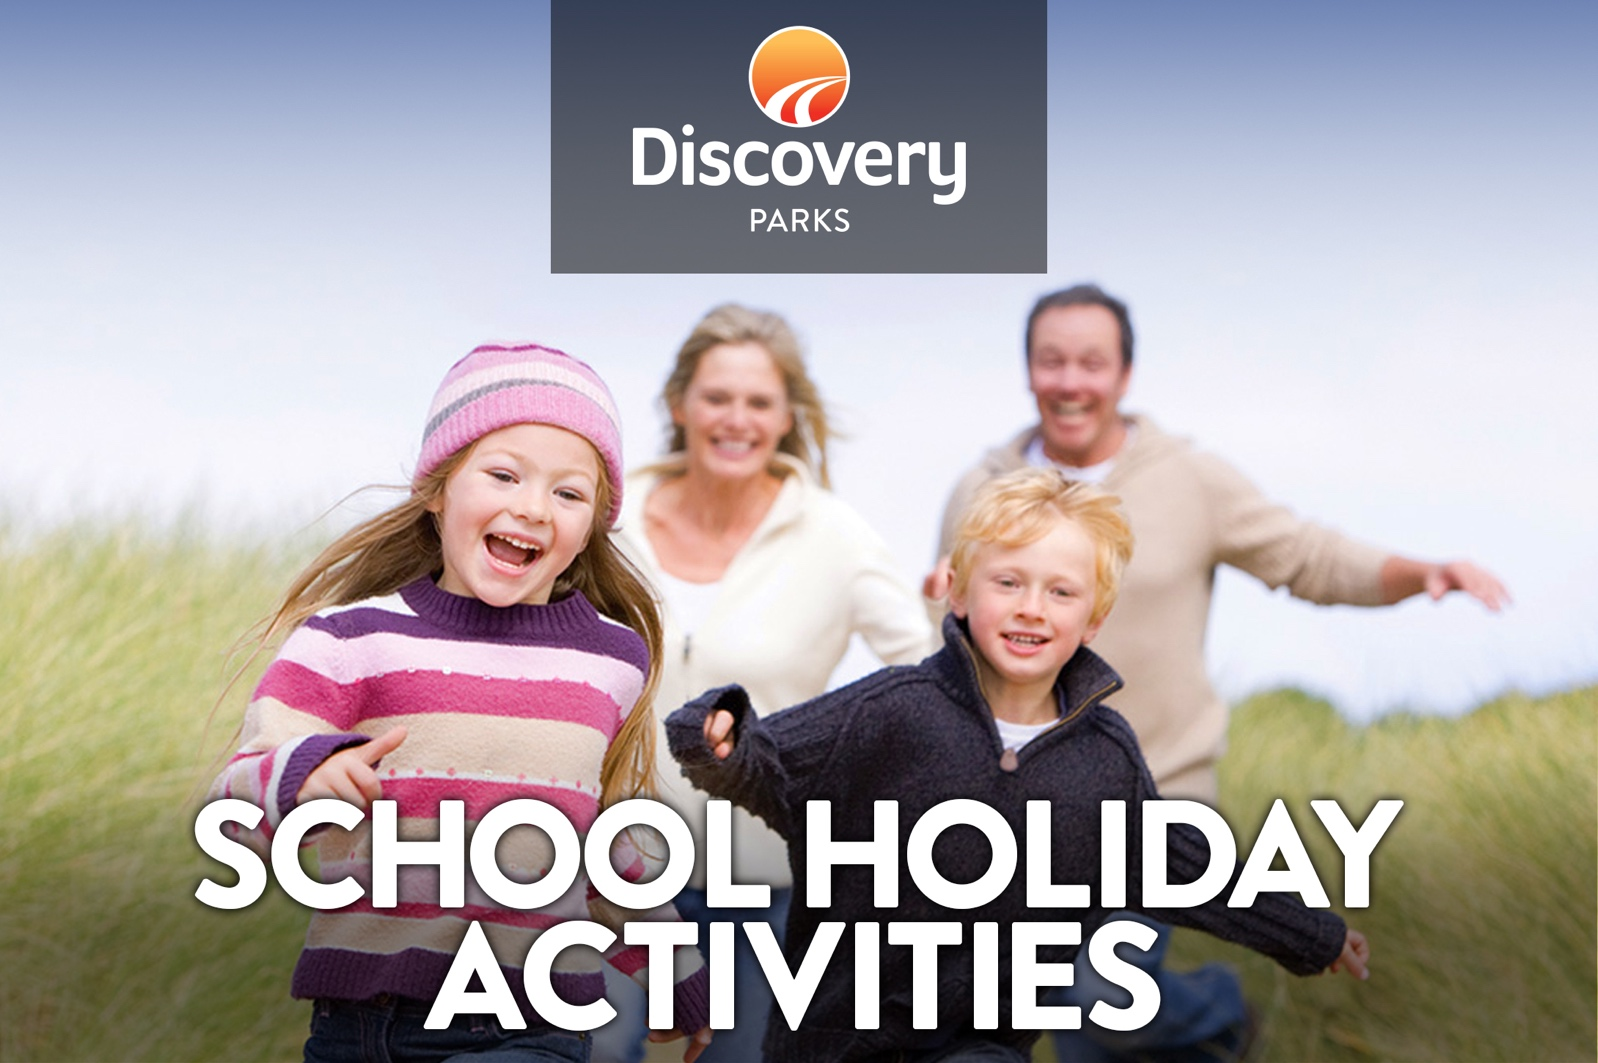 Discovery
PARKS
SCHOOL HOLIDAY
ACTIVITIES